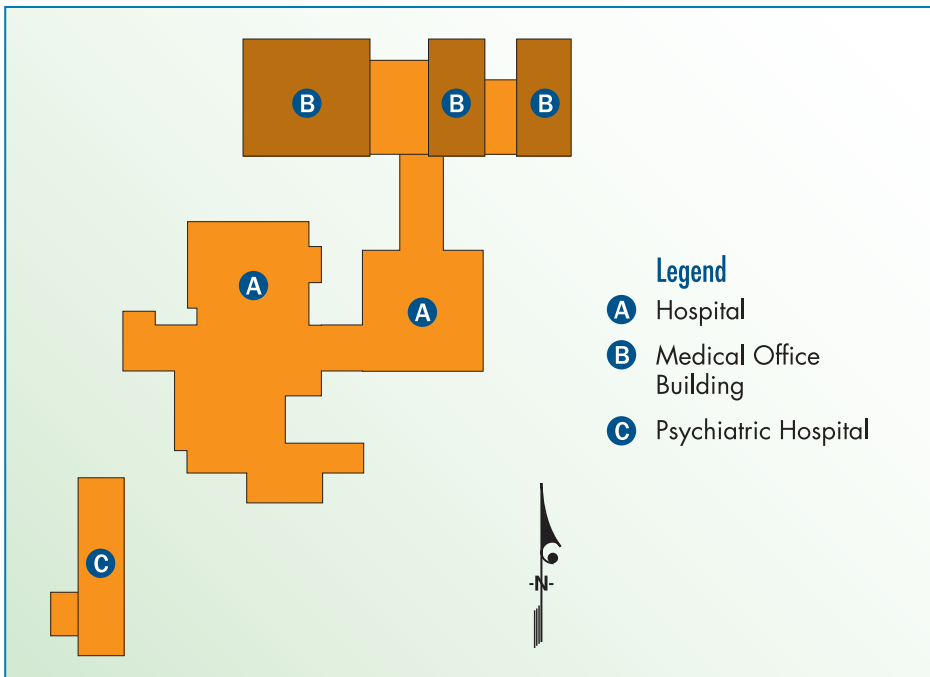 B B B
A
A
Legend
A Hospital
B Medical Office
Building
C Psychiatric Hospital
C
-N-